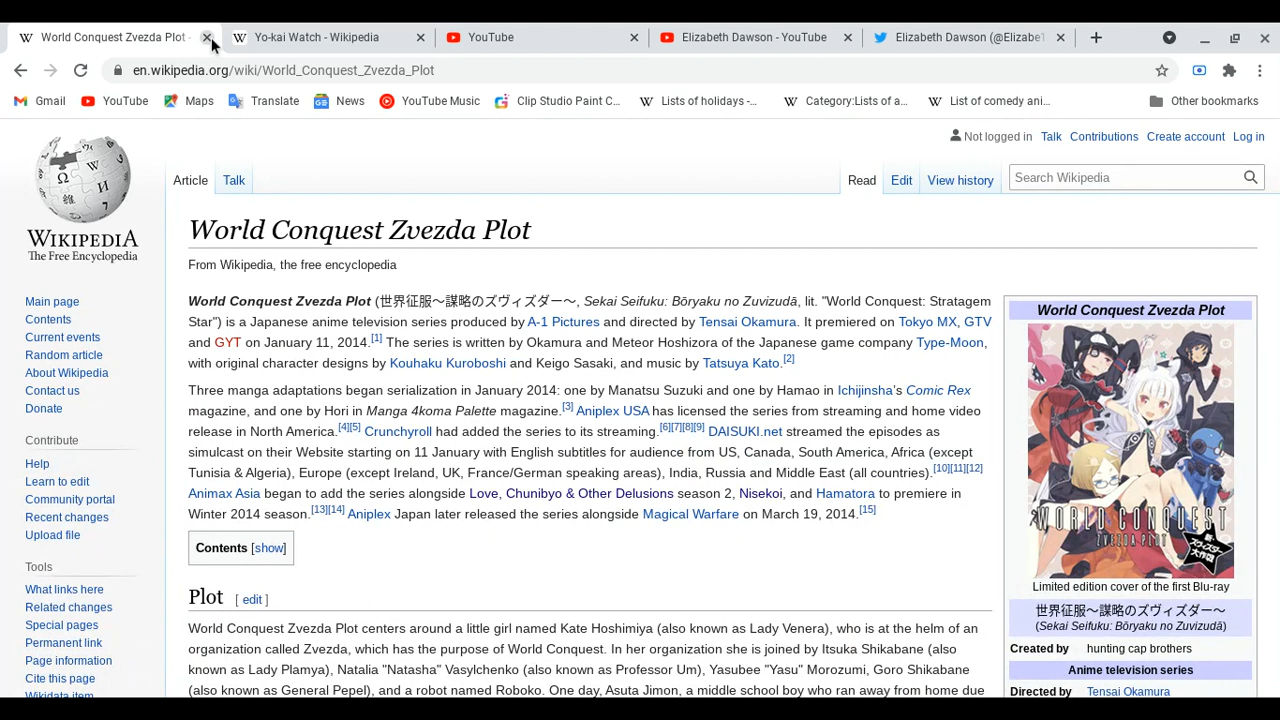 World Conquest Zvezda Plot -
Yo-kai Watch - Wikipedia
YouTube
Elizabeth Dawson - YouTube
Elizabeth Dawson (@Elizabe
en.wikipedia.org/wiki/World_Conquest_Zvezda_Plot
Gmail
YouTube
Maps
Translate
News
YouTube Music
Clip Studio Paint C...
Lists of holidays -...
Category:Lists of a...
List of comedy ani...
Other bookmarks
Not logged in Talk Contributions Create account Log in
Article Talk Read Edit View history Search Wikipedia
WIKIPEDIA
The Free Encyclopedia
Main page
Contents
Current events
Random article
About Wikipedia
Contact us
Donate
Contribute
Help
Learn to edit
Community portal
Recent changes
Upload file
Tools
What links here
Related changes
Special pages
Permanent link
Page information
Cite this page
Wikidata item
World Conquest Zvezda Plot
From Wikipedia, the free encyclopedia
World Conquest Zvezda Plot (世界征服〜謀略のズヴィズダー〜, Sekai Seifuku: Bōryaku no Zuvizudā, lit. "World Conquest: Stratagem
Star") is a Japanese anime television series produced by A-1 Pictures and directed by Tensai Okamura. It premiered on Tokyo MX, GTV
and GYT on January 11, 2014.[1] The series is written by Okamura and Meteor Hoshizora of the Japanese game company Type-Moon,
with original character designs by Kouhaku Kuroboshi and Keigo Sasaki, and music by Tatsuya Kato.[2]
Three manga adaptations began serialization in January 2014: one by Manatsu Suzuki and one by Hamao in Ichijinsha's Comic Rex
magazine, and one by Hori in Manga 4koma Palette magazine.[3] Aniplex USA has licensed the series from streaming and home video
release in North America.[4][5] Crunchyroll had added the series to its streaming.[6][7][8][9] DAISUKI.net streamed the episodes as
simulcast on their Website starting on 11 January with English subtitles for audience from US, Canada, South America, Africa (except
Tunisia & Algeria), Europe (except Ireland, UK, France/German speaking areas), India, Russia and Middle East (all countries).[10][11][12]
Animax Asia began to add the series alongside Love, Chunibyo & Other Delusions season 2, Nisekoi, and Hamatora to premiere in
Winter 2014 season.[13][14] Aniplex Japan later released the series alongside Magical Warfare on March 19, 2014.[15]
Contents [show]
Plot [ edit ]
World Conquest Zvezda Plot centers around a little girl named Kate Hoshimiya (also known as Lady Venera), who is at the helm of an
organization called Zvezda, which has the purpose of World Conquest. In her organization she is joined by Itsuka Shikabane (also
known as Lady Plamya), Natalia "Natasha" Vasylchenko (also known as Professor Um), Yasubee "Yasu" Morozumi, Goro Shikabane
(also known as General Pepel), and a robot named Roboko. One day, Asuta Jimon, a middle school boy who ran away from home due
World Conquest Zvezda Plot
WORLD CONQUEST
ZVEZDA PLOT
Limited edition cover of the first Blu-ray
世界征服〜謀略のズヴィズダー〜
(Sekai Seifuku: Bōryaku no Zuvizudā)
Created by hunting cap brothers
Anime television series
Directed by Tensai Okamura